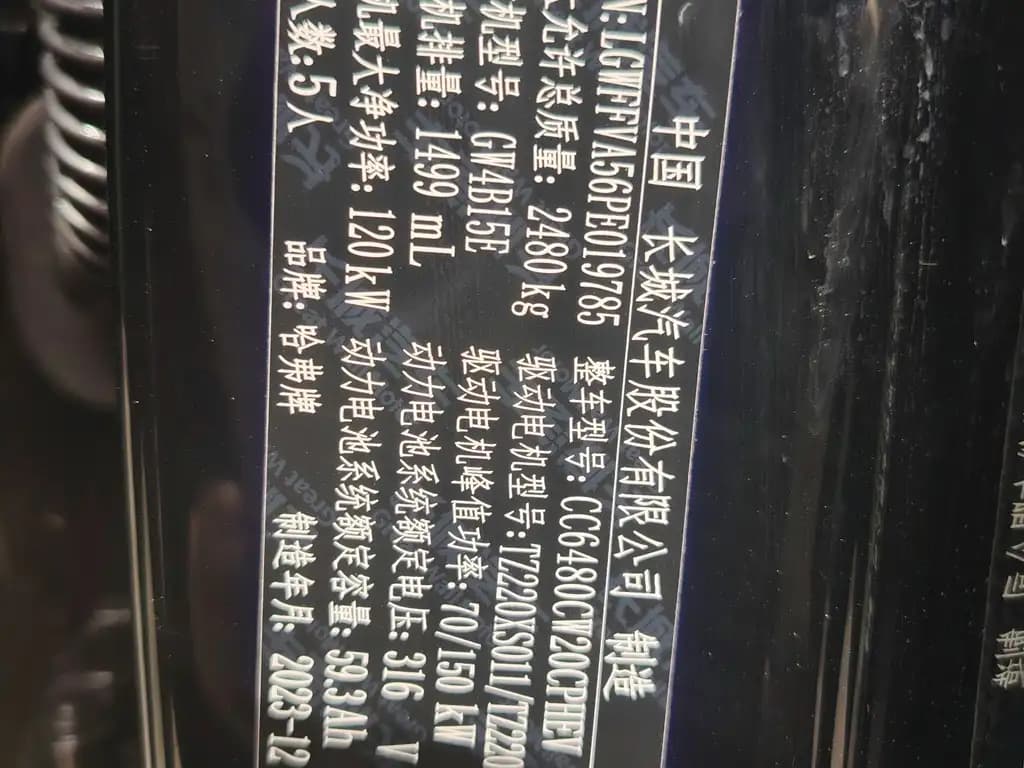 中国 长城汽车股份有限公司 制造
N:LGWFFVA56PE019785 整车型号:CC6480CW20CPHEV
允许总质量: 2480kg 驱动电机型号:TZ220XS011/TZ220
机型号: GW4B15E 驱动电机峰值功率:70/150 kW
机排量: 1499 mL 动力电池系统额定电压: 316 V
机最大净功率: 120kW 动力电池系统额定容量: 59.3Ah
人数:5人 品牌:哈弗牌 制造年月: 2023-12